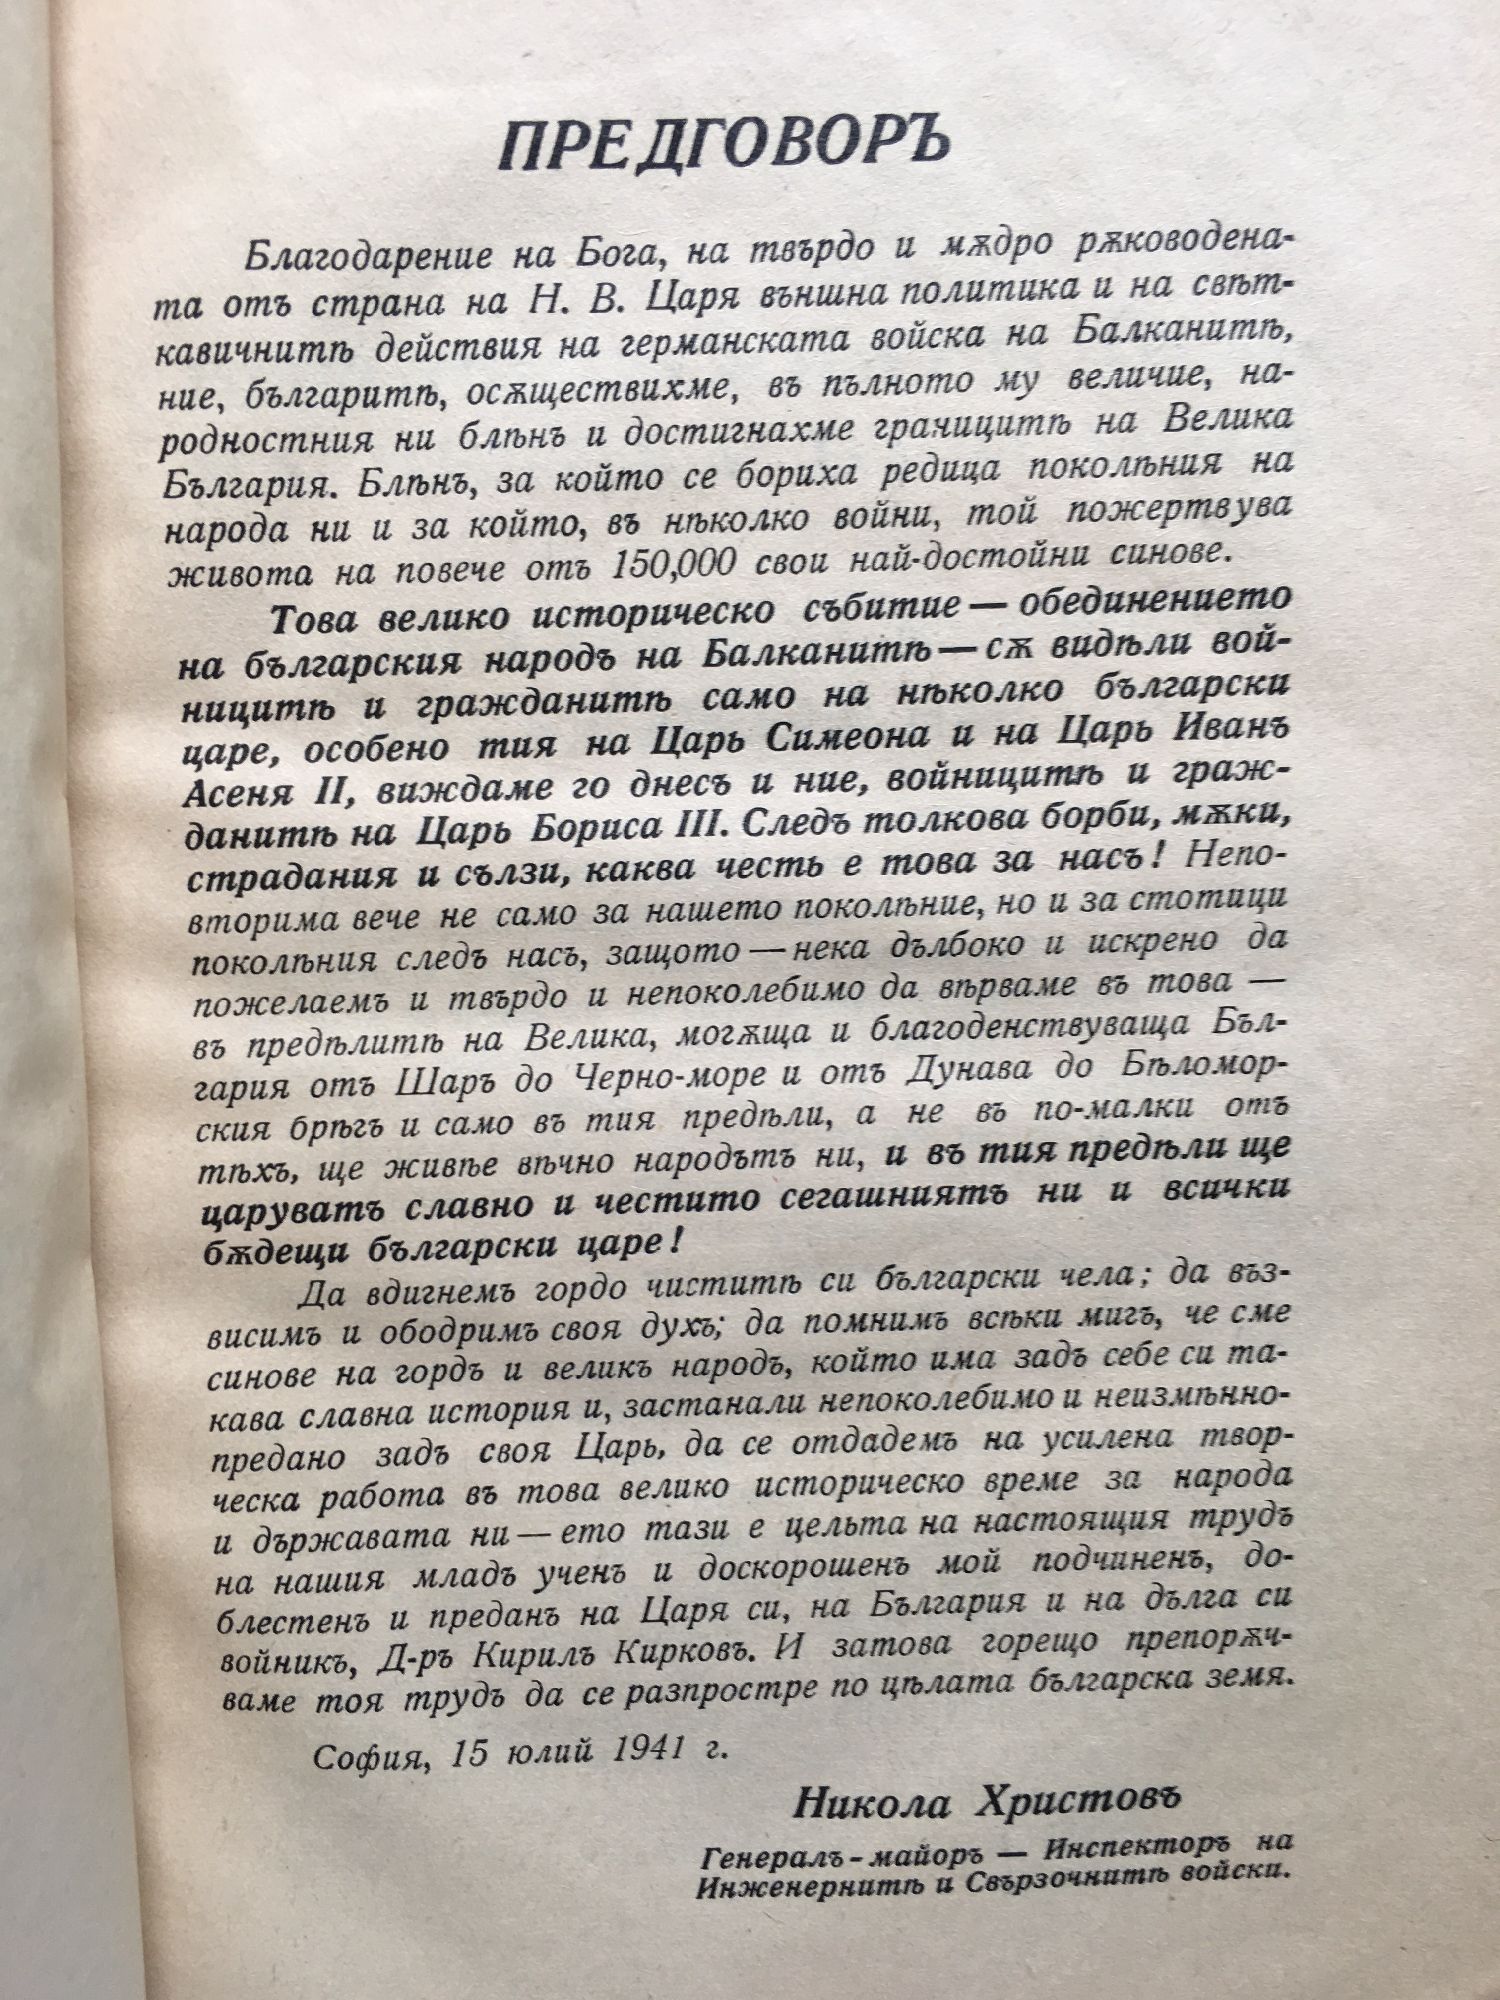 ПРЕДГОВОРЪ
Благодарение на Бога, на твърдо и мѫдро рѫководена-
та отъ страна на Н. В. Царя външна политика и на свѣт-
кавичнитѣ действия на германската войска на Балканитѣ,
ние, българитѣ, осѫществихме, въ пълното му величие, на-
родностния ни блѣнъ и достигнахме границитѣ на Велика
България. Блѣнъ, за който се бориха редица поколѣния на
народа ни и за който, въ нѣколко войни, той пожертвува
живота на повече отъ 150,000 свои най-достойни синове.
Това велико историческо събитие — обединението
на българския народъ на Балканитѣ — сѫ видѣли вой-
ницитѣ и гражданитѣ само на нѣколко български
царе, особено тия на Царь Симеона и на Царь Иванъ
Асеня II, виждаме го днесъ и ние, войницитѣ и граж-
данитѣ на Царь Бориса III. Следъ толкова борби, мѫки,
страдания и сълзи, каква честь е това за насъ! Непо-
вторима вече не само за нашето поколѣние, но и за стотици
поколѣния следъ насъ, защото — нека дълбоко и искрено да
пожелаемъ и твърдо и непоколебимо да вѣрваме въ това —
въ предѣлитѣ на Велика, могѫща и благоденствуваща Бъл-
гария отъ Шаръ до Черно-море и отъ Дунава до Бѣломор-
ския брѣгъ и само въ тия предѣли, а не въ по-малки отъ
тѣхъ, ще живѣе вѣчно народътъ ни, и въ тия предѣли ще
царуватъ славно и честито сегашниятъ ни и всички
бѫдещи български царе!
Да вдигнемъ гордо чиститѣ си български чела; да въз-
висимъ и ободримъ своя духъ; да помнимъ всѣки мигъ, че сме
синове на гордъ и великъ народъ, който има задъ себе си та-
кава славна история и, застанали непоколебимо и неизмѣнно-
предано задъ своя Царь, да се отдадемъ на усилена твор-
ческа работа въ това велико историческо време за народа
и държавата ни — ето тази е цельта на настоящия трудъ
на нашия младъ ученъ и доскорошенъ мой подчиненъ, до-
блестенъ и преданъ на Царя си, на България и на дълга си
войникъ, Д-ръ Кирилъ Кирковъ. И затова горещо препорѫч-
ваме тоя трудъ да се разпростре по цѣлата българска земя.
София, 15 юлий 1941 г.
Никола Христовъ
Генералъ-майоръ — Инспекторъ на
Инженернитѣ и Свързочнитѣ войски.